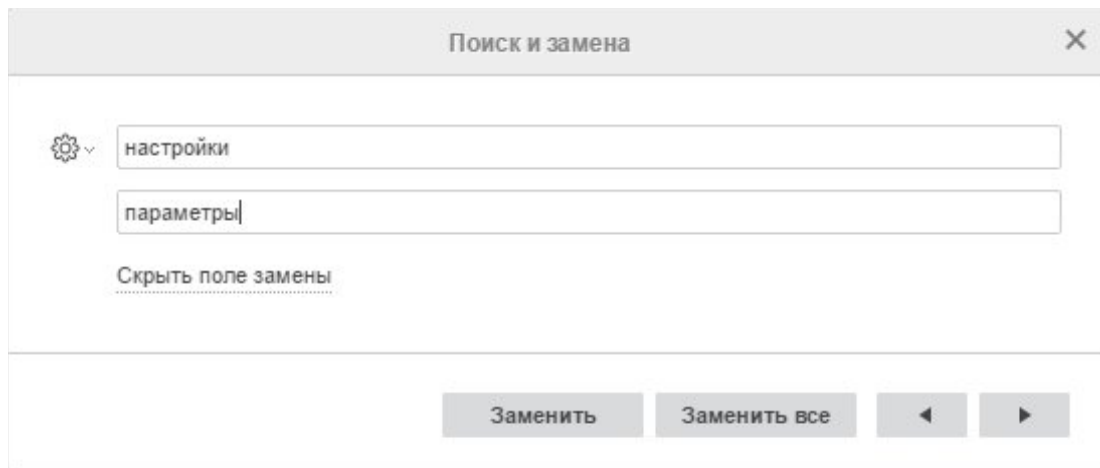 Поиск и замена
настройки
параметры
Скрыть поле замены
Заменить Заменить все